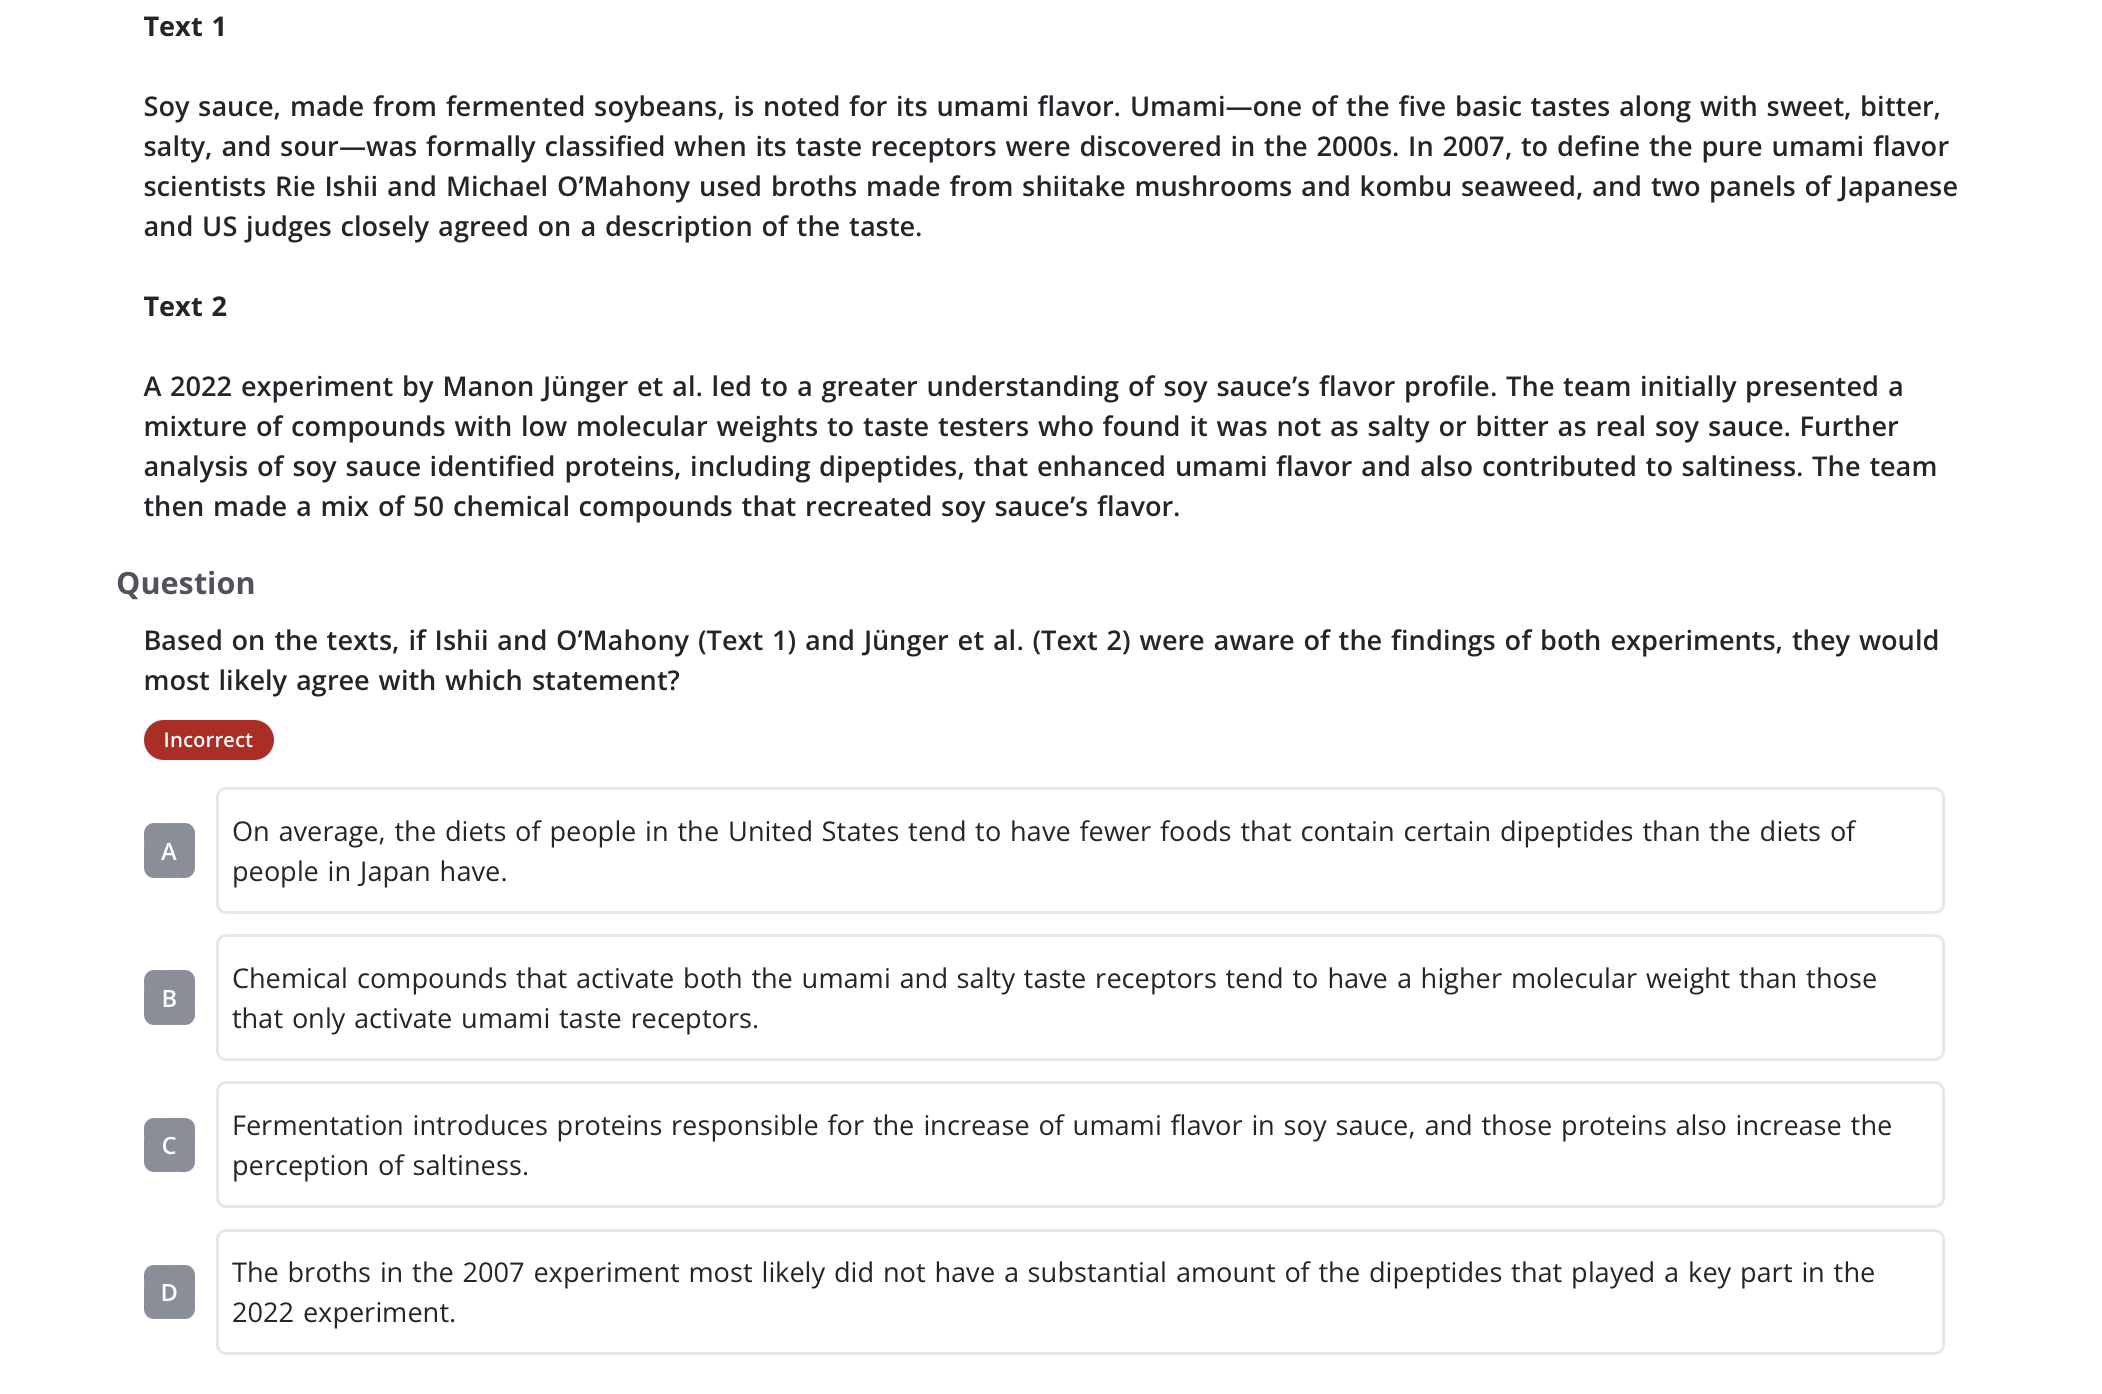 Text 1
Soy sauce, made from fermented soybeans, is noted for its umami flavor. Umami—one of the five basic tastes along with sweet, bitter,
salty, and sour—was formally classified when its taste receptors were discovered in the 2000s. In 2007, to define the pure umami flavor
scientists Rie Ishii and Michael O’Mahony used broths made from shiitake mushrooms and kombu seaweed, and two panels of Japanese
and US judges closely agreed on a description of the taste.
Text 2
A 2022 experiment by Manon Jünger et al. led to a greater understanding of soy sauce’s flavor profile. The team initially presented a
mixture of compounds with low molecular weights to taste testers who found it was not as salty or bitter as real soy sauce. Further
analysis of soy sauce identified proteins, including dipeptides, that enhanced umami flavor and also contributed to saltiness. The team
then made a mix of 50 chemical compounds that recreated soy sauce’s flavor.
Question
Based on the texts, if Ishii and O’Mahony (Text 1) and Jünger et al. (Text 2) were aware of the findings of both experiments, they would
most likely agree with which statement?
Incorrect
A
On average, the diets of people in the United States tend to have fewer foods that contain certain dipeptides than the diets of
people in Japan have.
B
Chemical compounds that activate both the umami and salty taste receptors tend to have a higher molecular weight than those
that only activate umami taste receptors.
C
Fermentation introduces proteins responsible for the increase of umami flavor in soy sauce, and those proteins also increase the
perception of saltiness.
D
The broths in the 2007 experiment most likely did not have a substantial amount of the dipeptides that played a key part in the
2022 experiment.